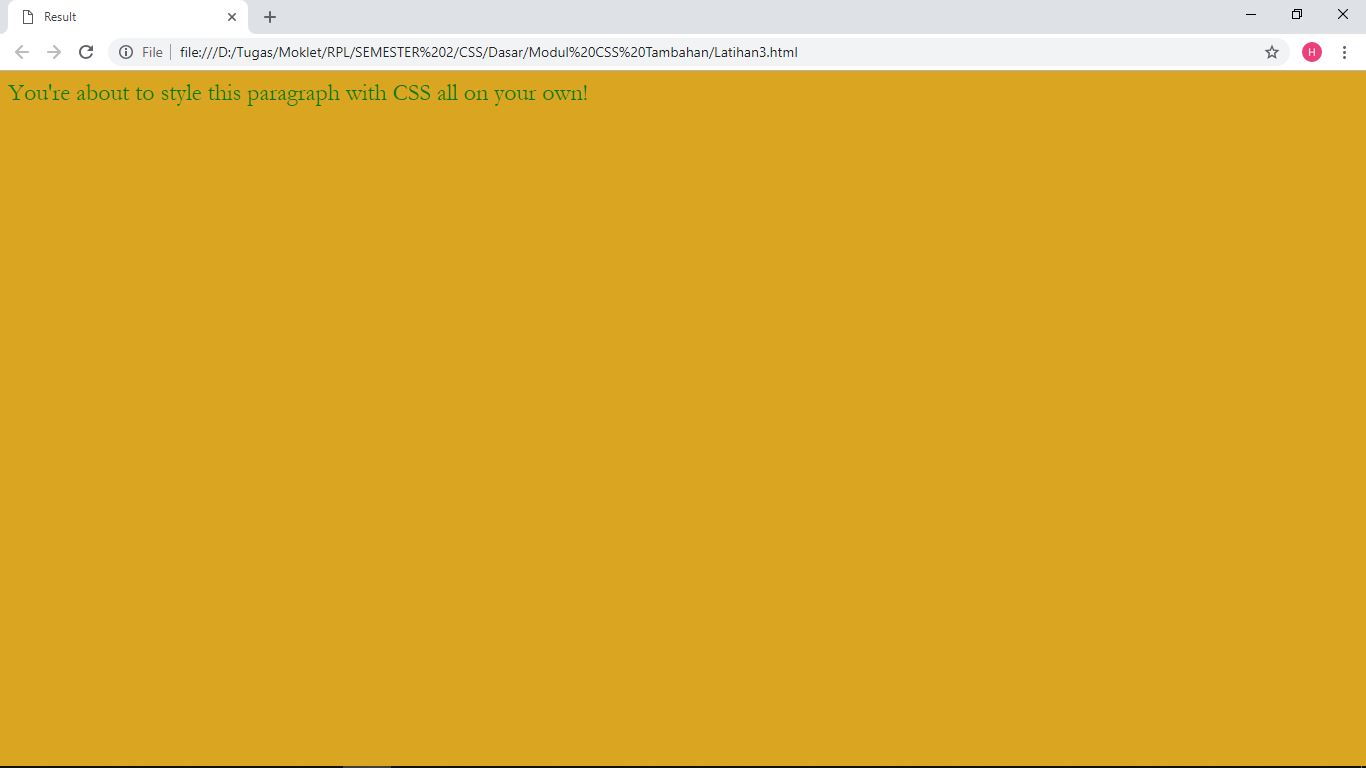 Result
File
file:///D:/Tugas/Moklet/RPL/SEMESTER%202/CSS/Dasar/Modul%20CSS%20Tambahan/Latihan3.html
H
You're about to style this paragraph with CSS all on your own!